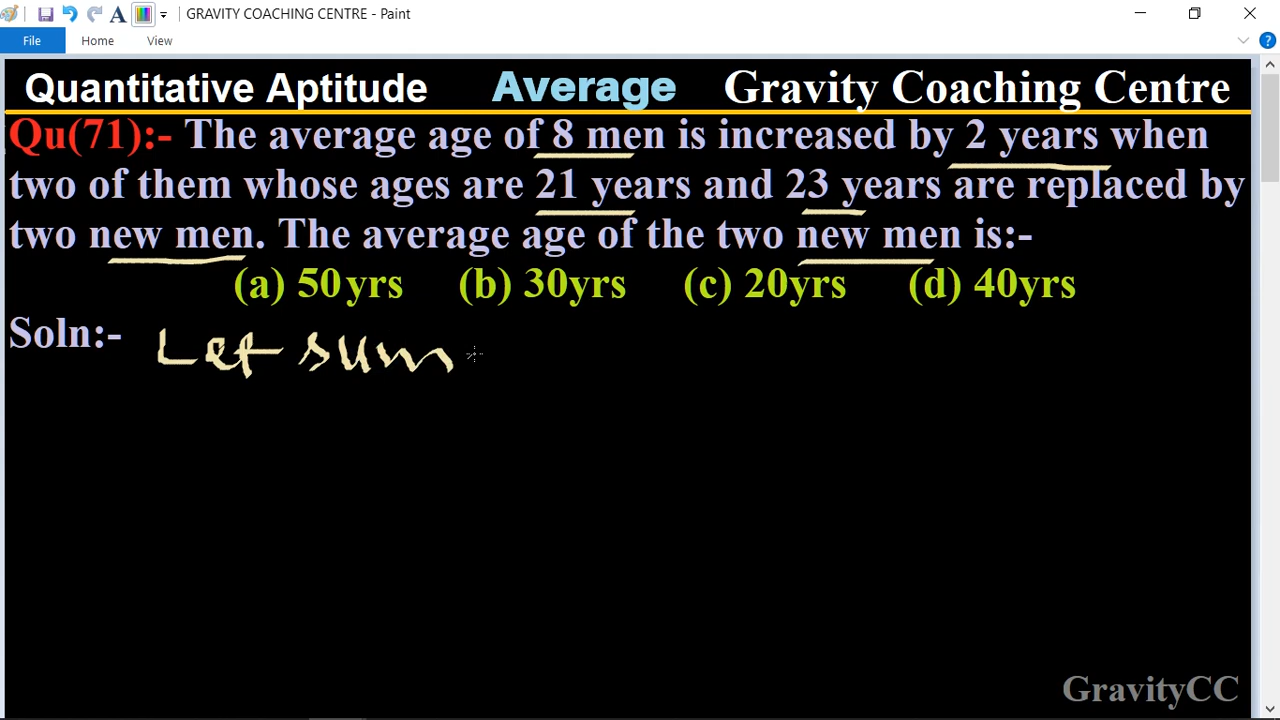 GRAVITY COACHING CENTRE - Paint
File Home View
Quantitative Aptitude Average Gravity Coaching Centre
Qu(71):- The average age of 8 men is increased by 2 years when
two of them whose ages are 21 years and 23 years are replaced by
two new men. The average age of the two new men is:-
(a) 50yrs (b) 30yrs (c) 20yrs (d) 40yrs
Soln:- Let sum
GravityCC